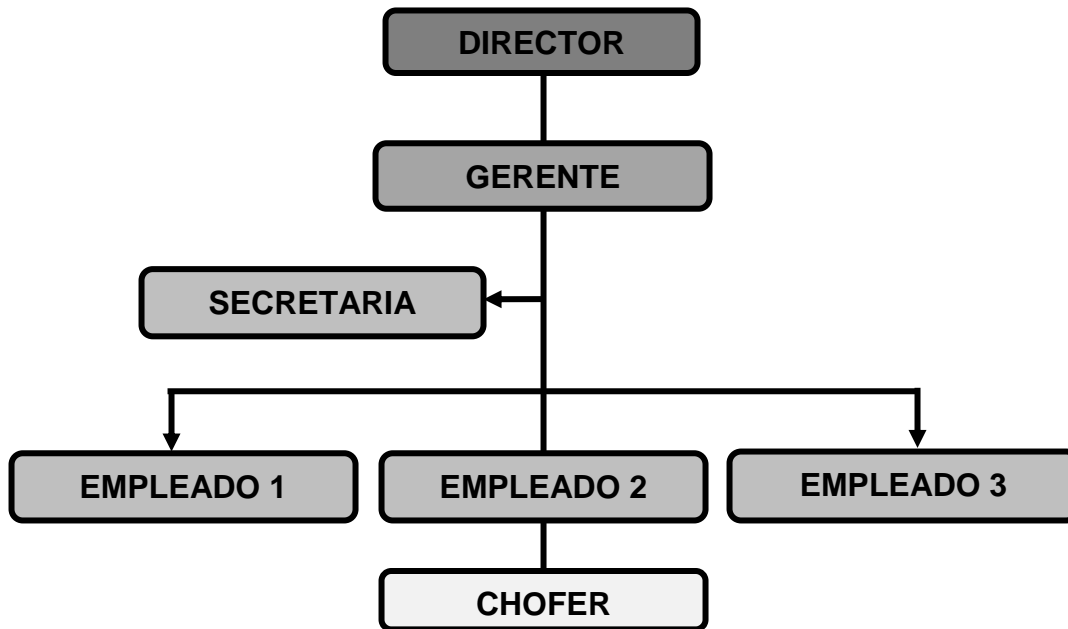 DIRECTOR
GERENTE
SECRETARIA
EMPLEADO 1
EMPLEADO 2
EMPLEADO 3
CHOFER